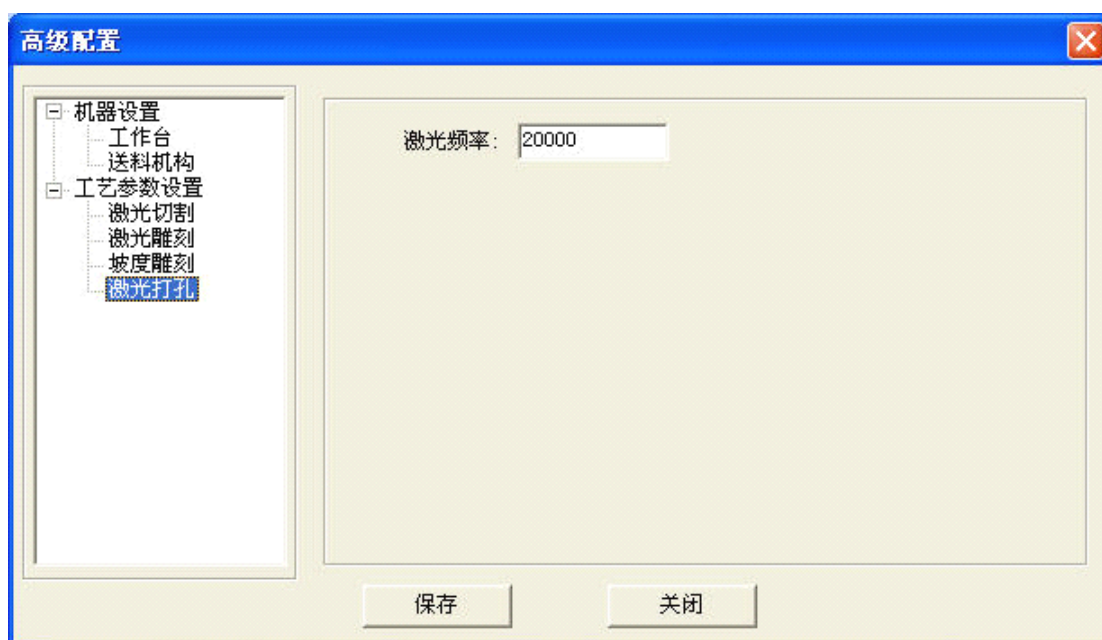 高级配置
机器设置
工作台
送料机构
工艺参数设置
激光切割
激光雕刻
坡度雕刻
激光打孔
激光频率: 20000
保存
关闭